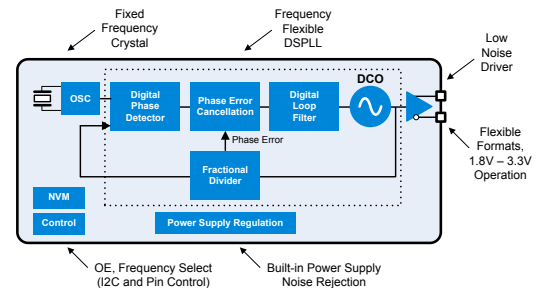 Fixed
Frequency
Crystal
Frequency
Flexible
DSPLL
Low
Noise
Driver
DCO
OSC
Digital
Phase
Detector
Phase Error
Cancellation
Digital
Loop
Filter
Phase Error
Fractional
Divider
Flexible
Formats,
1.8V – 3.3V
Operation
NVM
Control
Power Supply Regulation
OE, Frequency Select
(I2C and Pin Control)
Built-in Power Supply
Noise Rejection